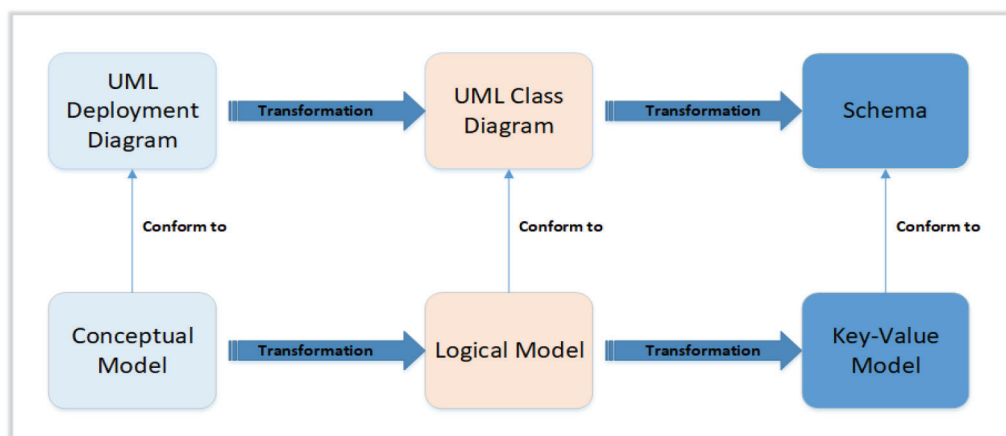 UML
Deployment
Diagram
Transformation
UML Class
Diagram
Transformation
Schema
Conform to
Conform to
Conform to
Conceptual
Model
Transformation
Logical Model
Transformation
Key-Value
Model